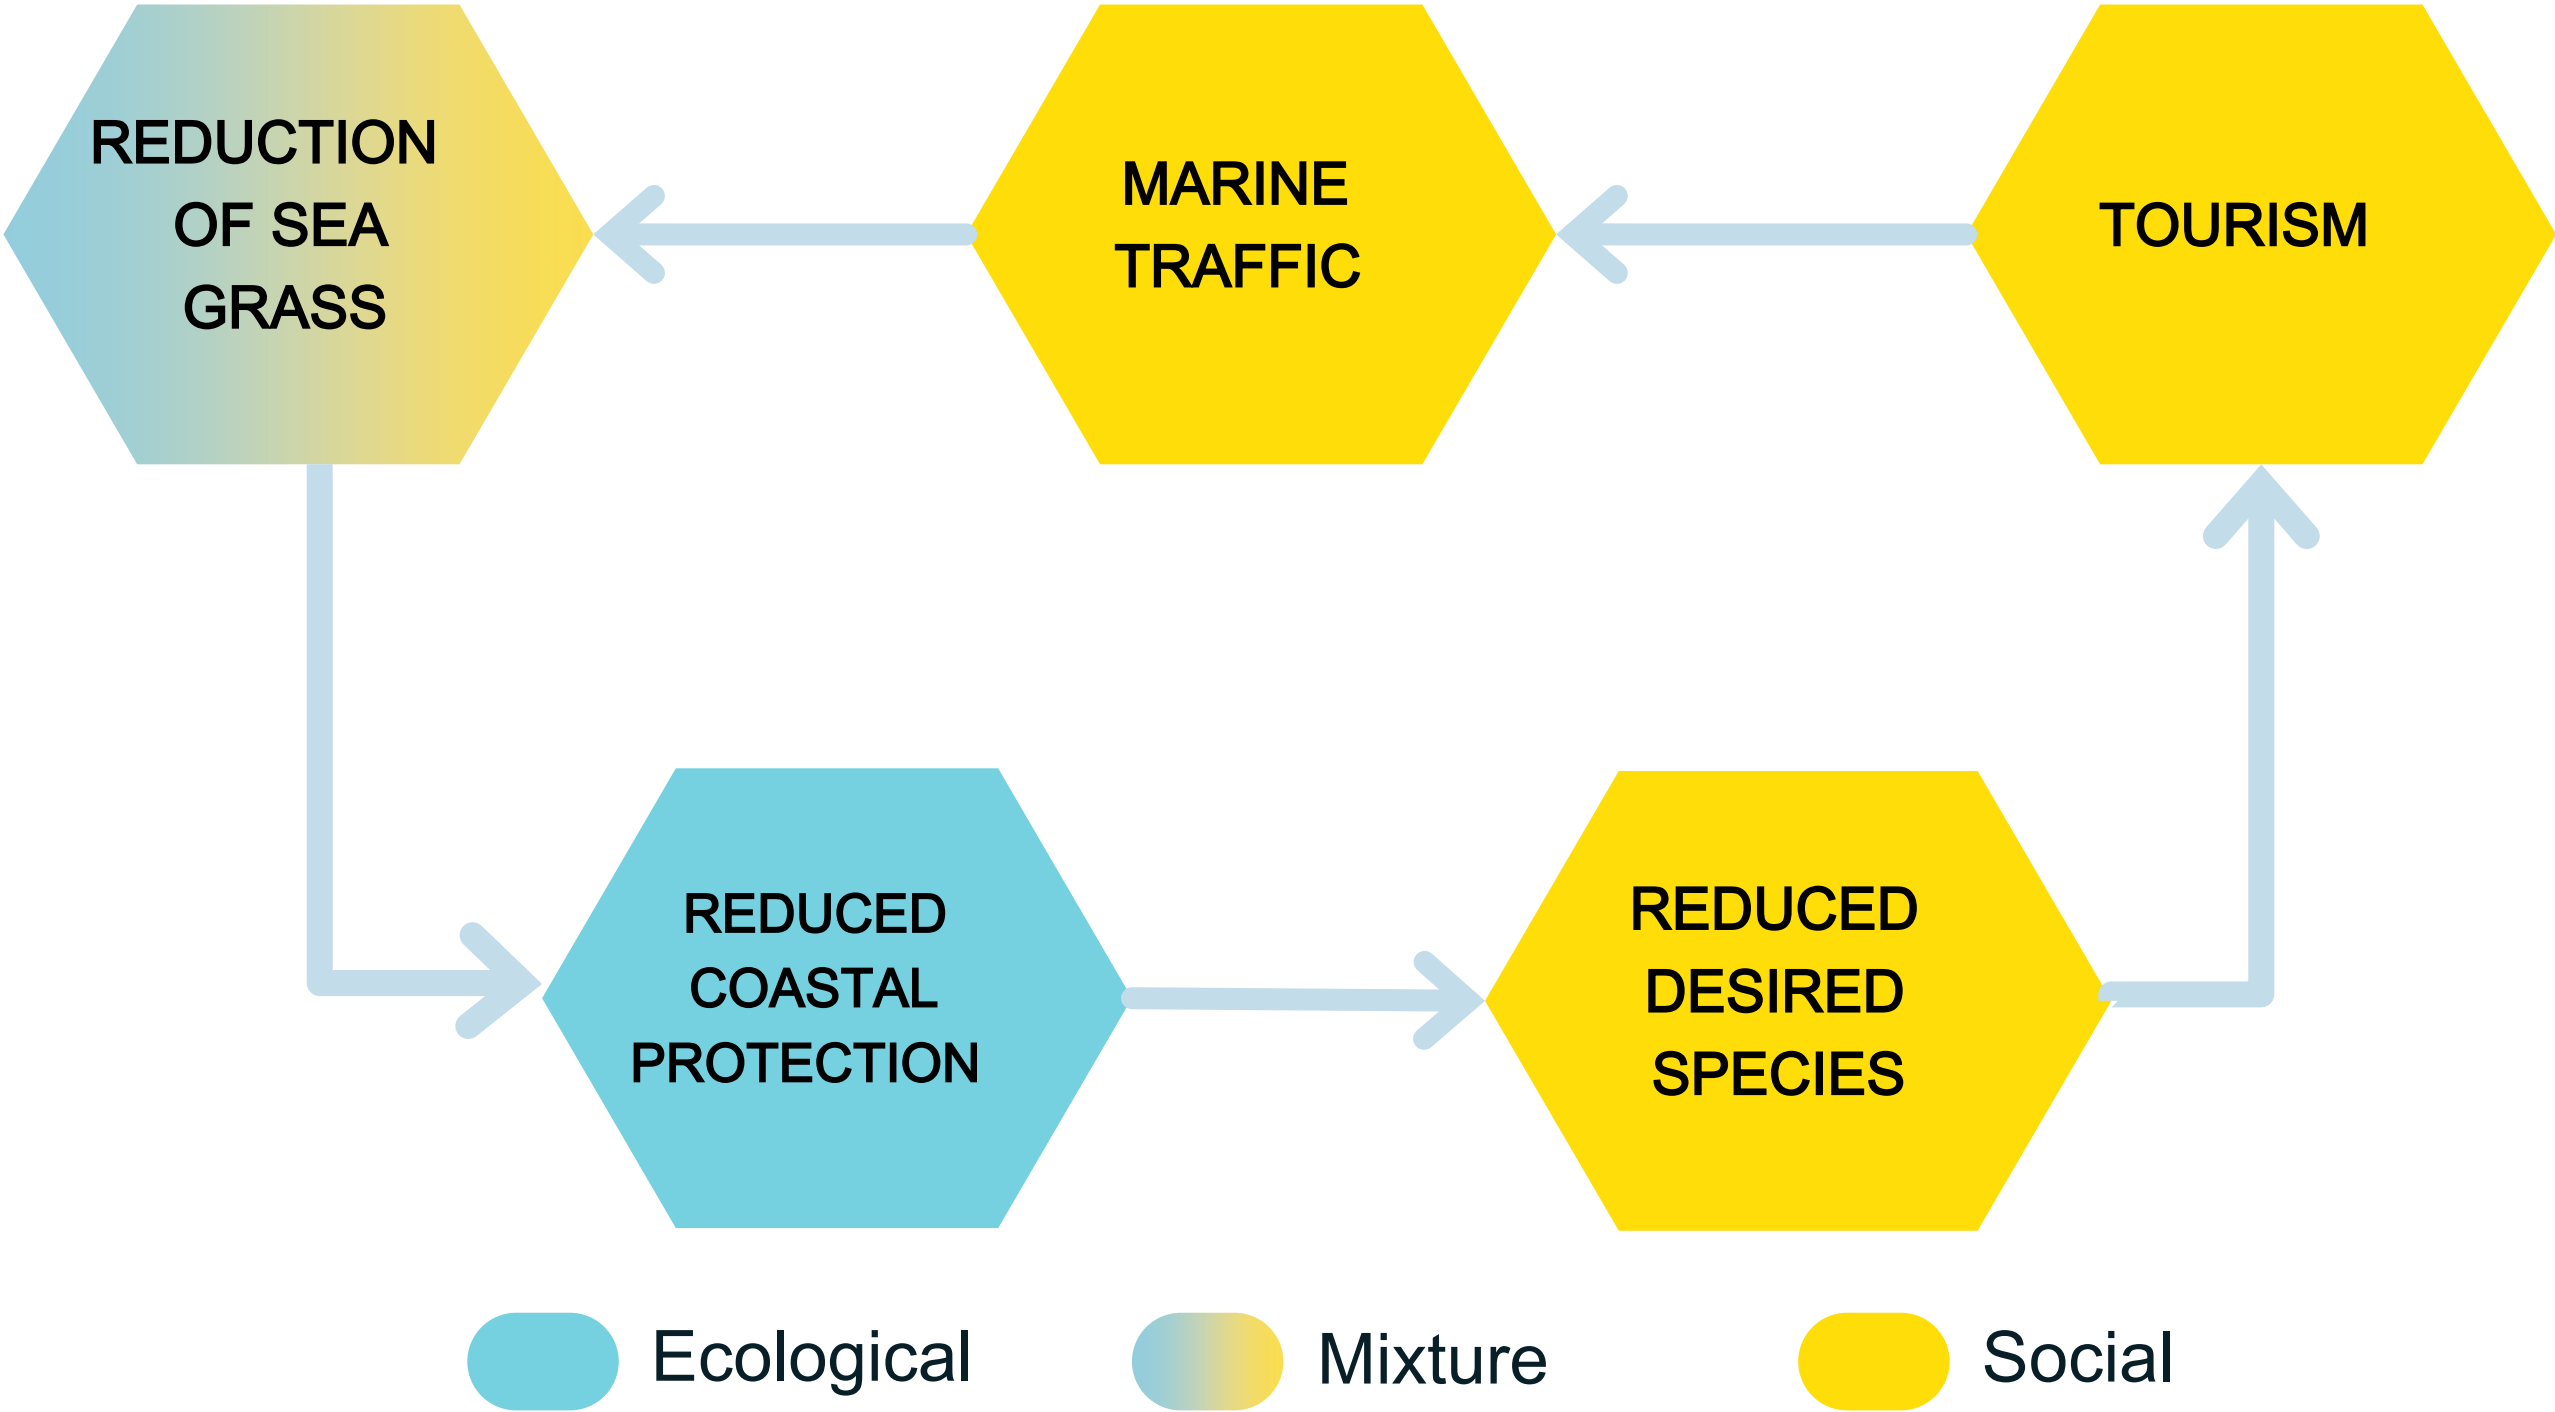 REDUCTION
OF SEA
GRASS
MARINE
TRAFFIC
TOURISM
REDUCED
COASTAL
PROTECTION
REDUCED
DESIRED
SPECIES
Ecological
Mixture
Social